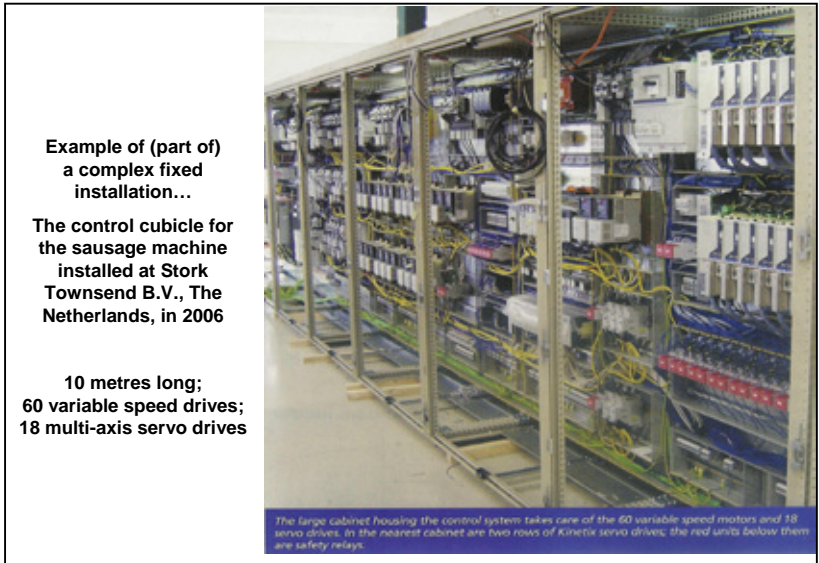 Example of (part of)
a complex fixed
installation…
The control cubicle for
the sausage machine
installed at Stork
Townsend B.V., The
Netherlands, in 2006
10 metres long;
60 variable speed drives;
18 multi-axis servo drives
The large cabinet housing the control system takes care of the 60 variable speed motors and 18
servo drives. In the nearest cabinet are two rows of Kinetix servo drives; the red units below them
are safety relays.